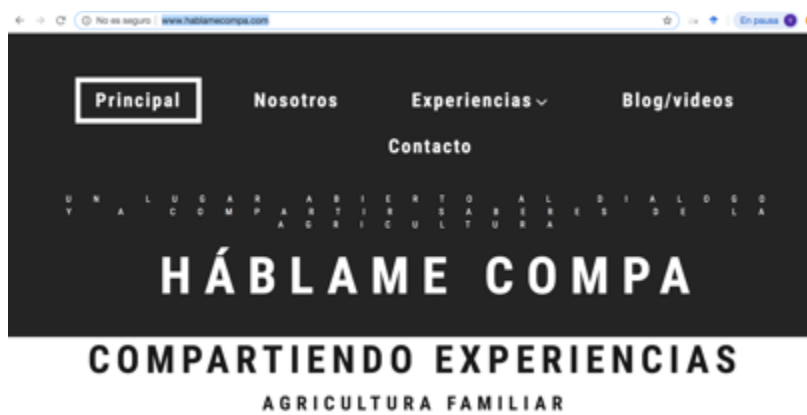 No es seguro | www.hablamecompa.com
En pausa
Principal Nosotros Experiencias Blog/videos
Contacto
UN LUGAR ABIERTO AL DIALOGO
Y A COMPARTIR SABERES DE LA
AGRICULTURA
HÁBLAME COMPA
COMPARTIENDO EXPERIENCIAS
AGRICULTURA FAMILIAR